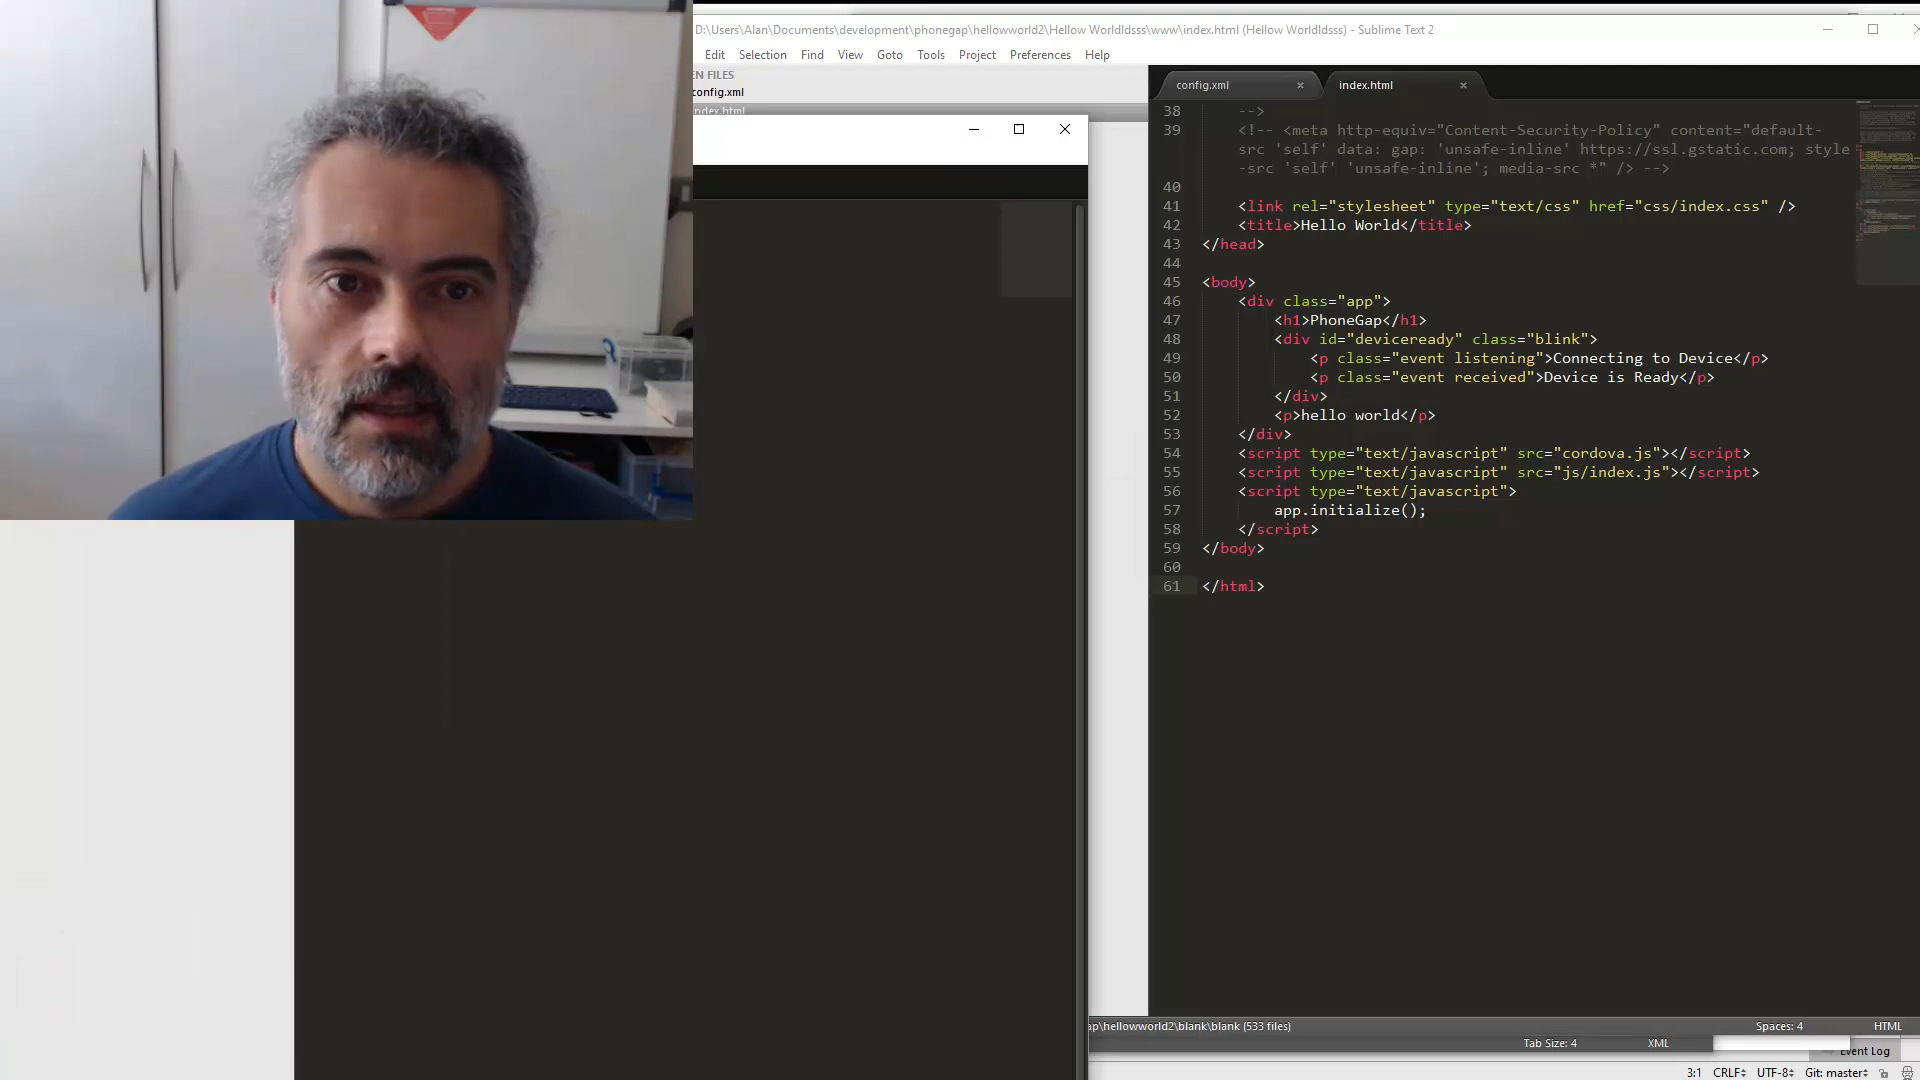 D:\Users\Alan\Documents\development\phonegap\hellowworld2\Hellow Worldldsss\www\index.html (Hellow Worldldsss) - Sublime Text 2
Edit Selection Find View Goto Tools Project Preferences Help
EN FILES
config.xml
index.html
config.xml × index.html ×
38 -->
39 <!-- <meta http-equiv="Content-Security-Policy" content="default-
src 'self' data: gap: 'unsafe-inline' https://ssl.gstatic.com; style
-src 'self' 'unsafe-inline'; media-src *" /> -->
40
41 <link rel="stylesheet" type="text/css" href="css/index.css" />
42 <title>Hello World</title>
43 </head>
44
45 <body>
46 <div class="app">
47 <h1>PhoneGap</h1>
48 <div id="deviceready" class="blink">
49 <p class="event listening">Connecting to Device</p>
50 <p class="event received">Device is Ready</p>
51 </div>
52 <p>hello world</p>
53 </div>
54 <script type="text/javascript" src="cordova.js"></script>
55 <script type="text/javascript" src="js/index.js"></script>
56 <script type="text/javascript">
57 app.initialize();
58 </script>
59 </body>
60
61 </html>
ap\hellowworld2\blank\blank (533 files) Spaces: 4 HTML
Tab Size: 4 XML
Event Log
3:1 CRLF÷ UTF-8÷ Git: master÷